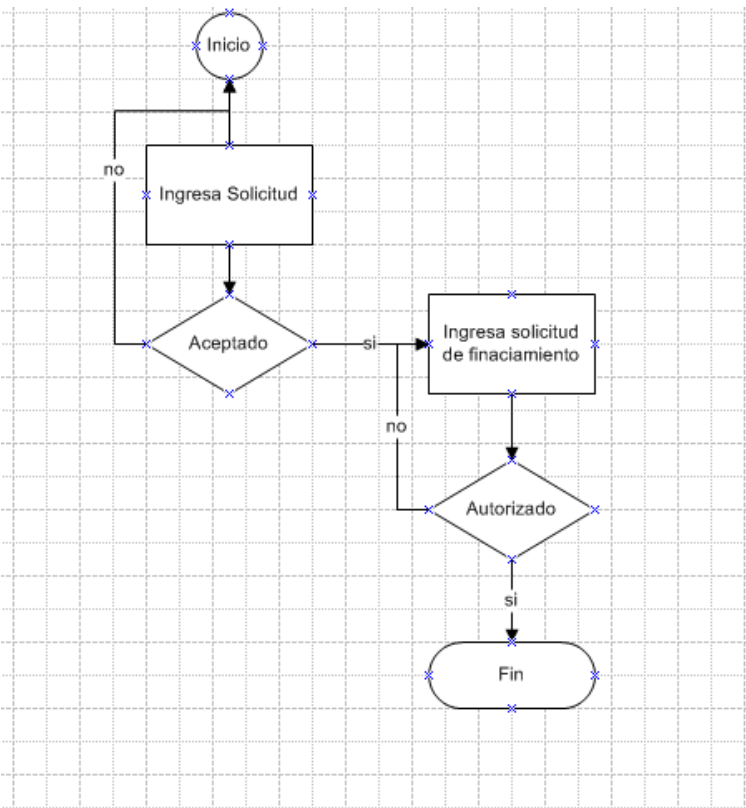 Inicio
no
Ingresa Solicitud
Aceptado
si
Ingresa solicitud
de finaciamiento
no
Autorizado
si
Fin